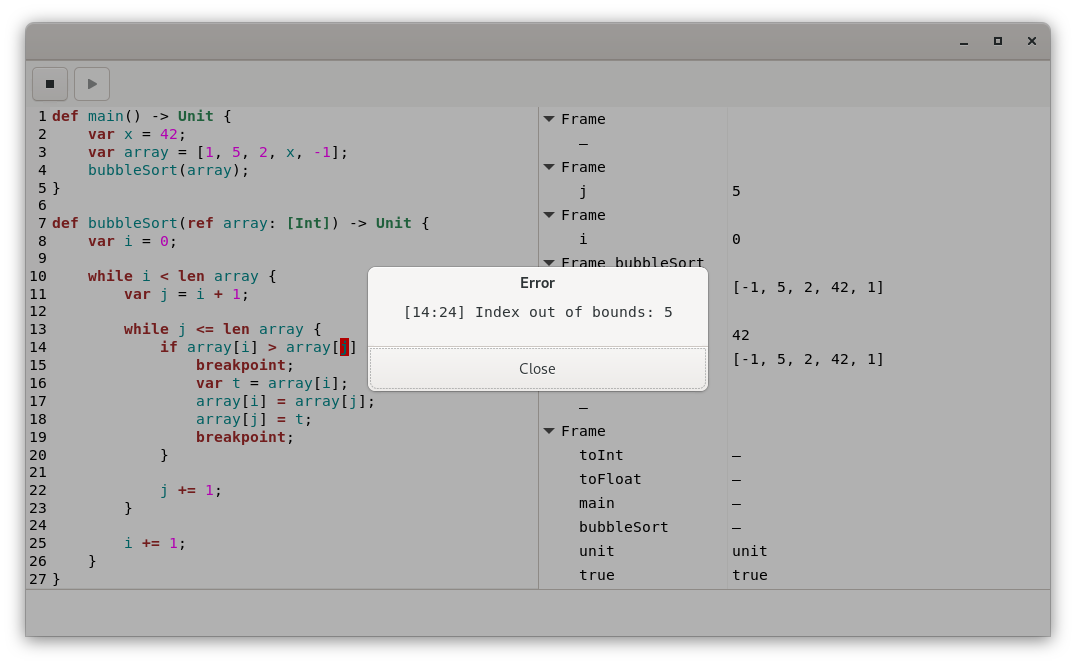 1 def main() -> Unit {
2     var x = 42;
3     var array = [1, 5, 2, x, -1];
4     bubbleSort(array);
5 }
6
7 def bubbleSort(ref array: [Int]) -> Unit {
8     var i = 0;
9
10     while i < len array {
11         var j = i + 1;
12
13         while j <= len array {
14             if array[i] > array[j]
15                 breakpoint;
16                 var t = array[i];
17                 array[i] = array[j];
18                 array[j] = t;
19                 breakpoint;
20             }
21
22             j += 1;
23         }
24
25         i += 1;
26     }
27 }
Frame
—
Frame
j 5
Frame
i 0
Frame bubbleSort
[-1, 5, 2, 42, 1]
42
[-1, 5, 2, 42, 1]
—
Frame
toInt —
toFloat —
main —
bubbleSort —
unit unit
true true
Error
[14:24] Index out of bounds: 5
Close